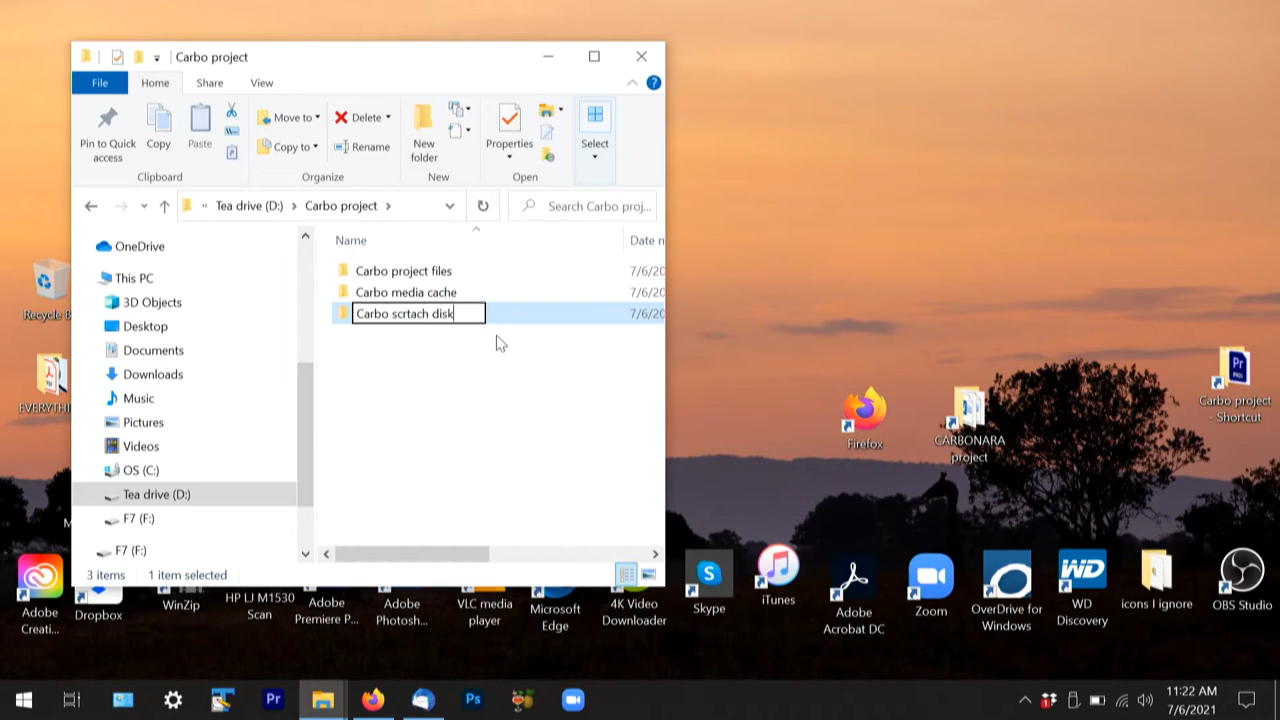 Carbo project
File
Home
Share
View
?
Pin to Quick
access
Copy
Paste
Move to
Copy to
Delete
Rename
New
folder
Properties
Open
Select
Clipboard
Organize
New
« Tea drive (D:) > Carbo project >
Search Carbo proj...
Name
Date
OneDrive
This PC
3D Objects
Desktop
Documents
Downloads
Music
Pictures
Videos
OS (C:)
Tea drive (D:)
F7 (F:)
F7 (F:)
Carbo project files
7/6/20
Carbo media cache
7/6/20
Carbo scrtach disk
7/6/20
3 items
1 item selected
Recycle
EVERYTHI
Firefox
CARBONARA
project
Pr
Carbo project
- Shortcut
Adobe
Creati...
Dropbox
WinZip
HP LJ M1530
Scan
Adobe
Premiere P...
Adobe
Photosh...
VLC media
player
Microsoft
Edge
4K Video
Downloader
S
Skype
iTunes
Adobe
Acrobat DC
Zoom
OverDrive for
Windows
WD
WD
Discovery
icons I ignore
OBS Studio
Pr
Ps
11:22 AM
7/6/2021